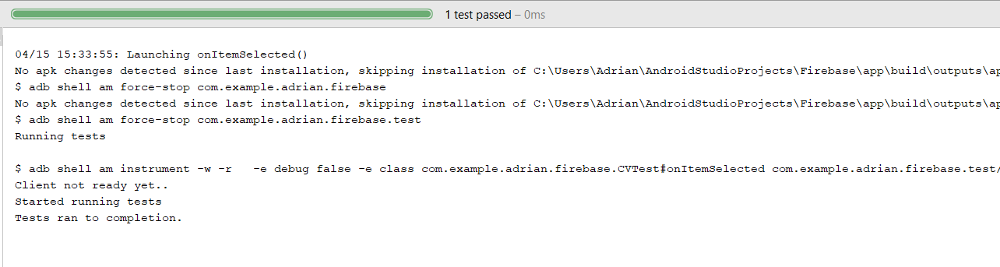 1 test passed – 0ms
04/15 15:33:55: Launching onItemSelected()
No apk changes detected since last installation, skipping installation of C:\Users\Adrian\AndroidStudioProjects\Firebase\app\build\outputs\ap
$ adb shell am force-stop com.example.adrian.firebase
No apk changes detected since last installation, skipping installation of C:\Users\Adrian\AndroidStudioProjects\Firebase\app\build\outputs\ap
$ adb shell am force-stop com.example.adrian.firebase.test
Running tests
$ adb shell am instrument -w -r   -e debug false -e class com.example.adrian.firebase.CVTest#onItemSelected com.example.adrian.firebase.test/
Client not ready yet..
Started running tests
Tests ran to completion.